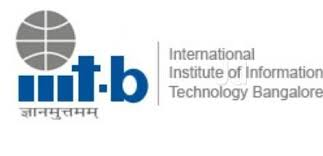 iiit-b
ज्ञानमुत्तमम्
International
Institute of Information
Technology Bangalore